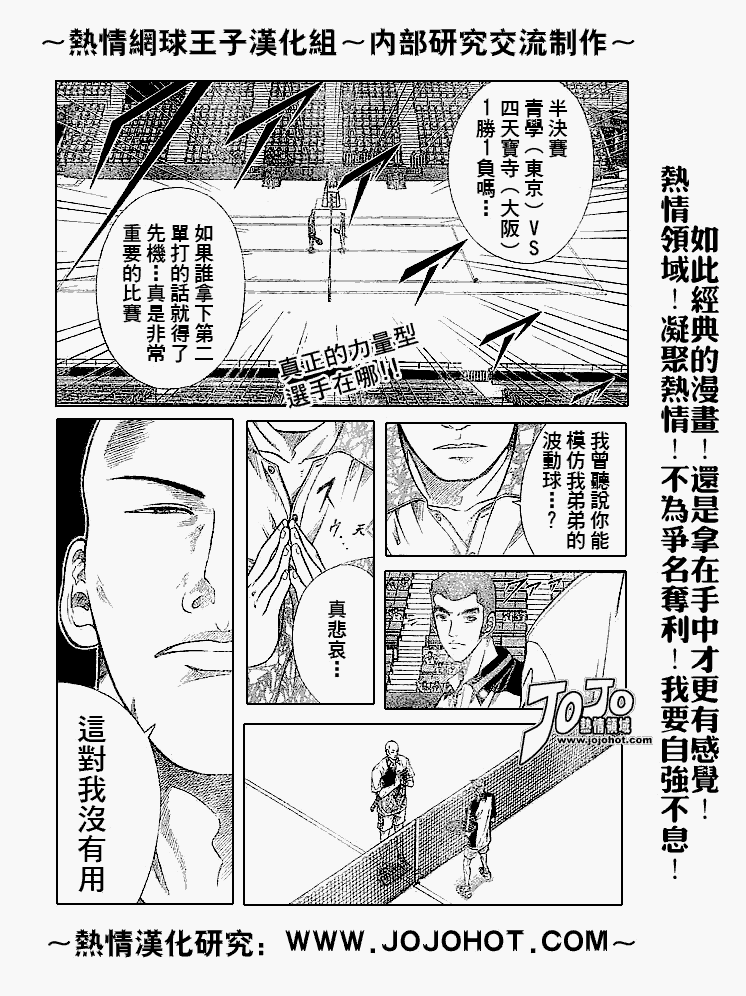 ～熱情網球王子漢化組～內部研究交流制作～
半決賽
青學（東京）VS
四天寶寺（大阪）
1勝1負嗎…
如果誰拿下第二
單打的話就得了
先機…真是非常
重要的比賽
真正的力量型
選手在哪!!
我曾聽說你能
模仿我弟弟的
波動球…?
真悲哀…
這對我沒有用
四天
JOJO
熱情領域
www.jojohot.com
如此經典的漫畫！還是拿在手中才更有感覺！
熱情領域！凝聚熱情！不為爭名奪利！我要自強不息！
～熱情漢化研究：WWW.JOJOHOT.COM～